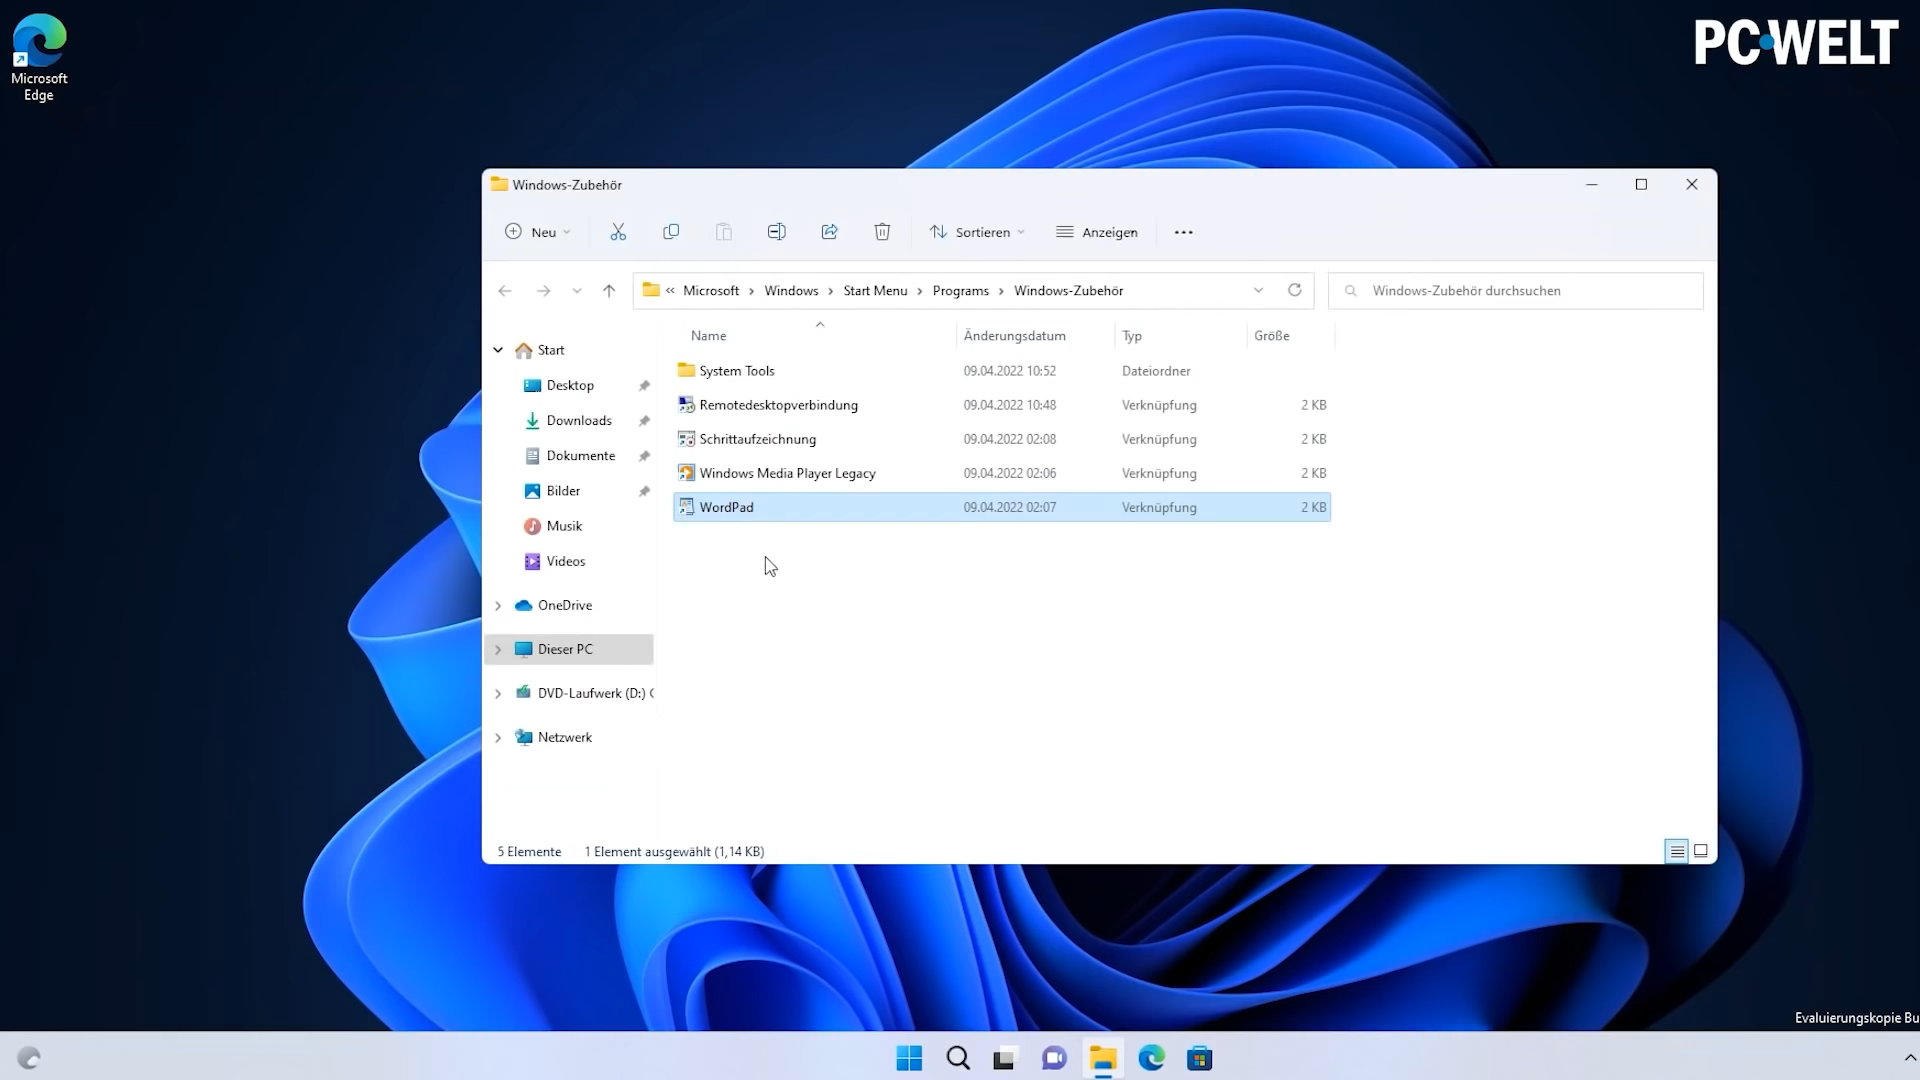 Microsoft
Edge
PC WELT
Windows-Zubehör
Neu
Sortieren
Anzeigen
« Microsoft › Windows › Start Menu › Programs › Windows-Zubehör
Windows-Zubehör durchsuchen
Name Änderungsdatum Typ Größe
Start
Desktop
Downloads
Dokumente
Bilder
Musik
Videos
OneDrive
Dieser PC
DVD-Laufwerk (D:)
Netzwerk
System Tools 09.04.2022 10:52 Dateiordner
Remotedesktopverbindung 09.04.2022 10:48 Verknüpfung 2 KB
Schrittaufzeichnung 09.04.2022 02:08 Verknüpfung 2 KB
Windows Media Player Legacy 09.04.2022 02:06 Verknüpfung 2 KB
WordPad 09.04.2022 02:07 Verknüpfung 2 KB
5 Elemente 1 Element ausgewählt (1,14 KB)
Evaluierungskopie Bu